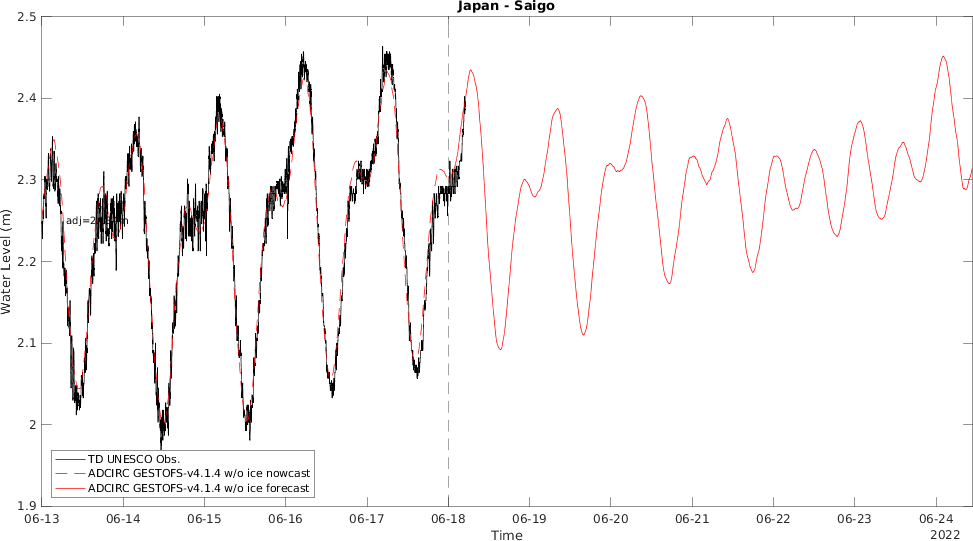 Japan - Saigo
2.5
2.4
2.3
2.2
2.1
2
1.9
Water Level (m)
TD UNESCO Obs.
ADCIRC GESTOFS-v4.1.4 w/o ice nowcast
ADCIRC GESTOFS-v4.1.4 w/o ice forecast
06-13 06-14 06-15 06-16 06-17 06-18 06-19 06-20 06-21 06-22 06-23 06-24
2022
Time